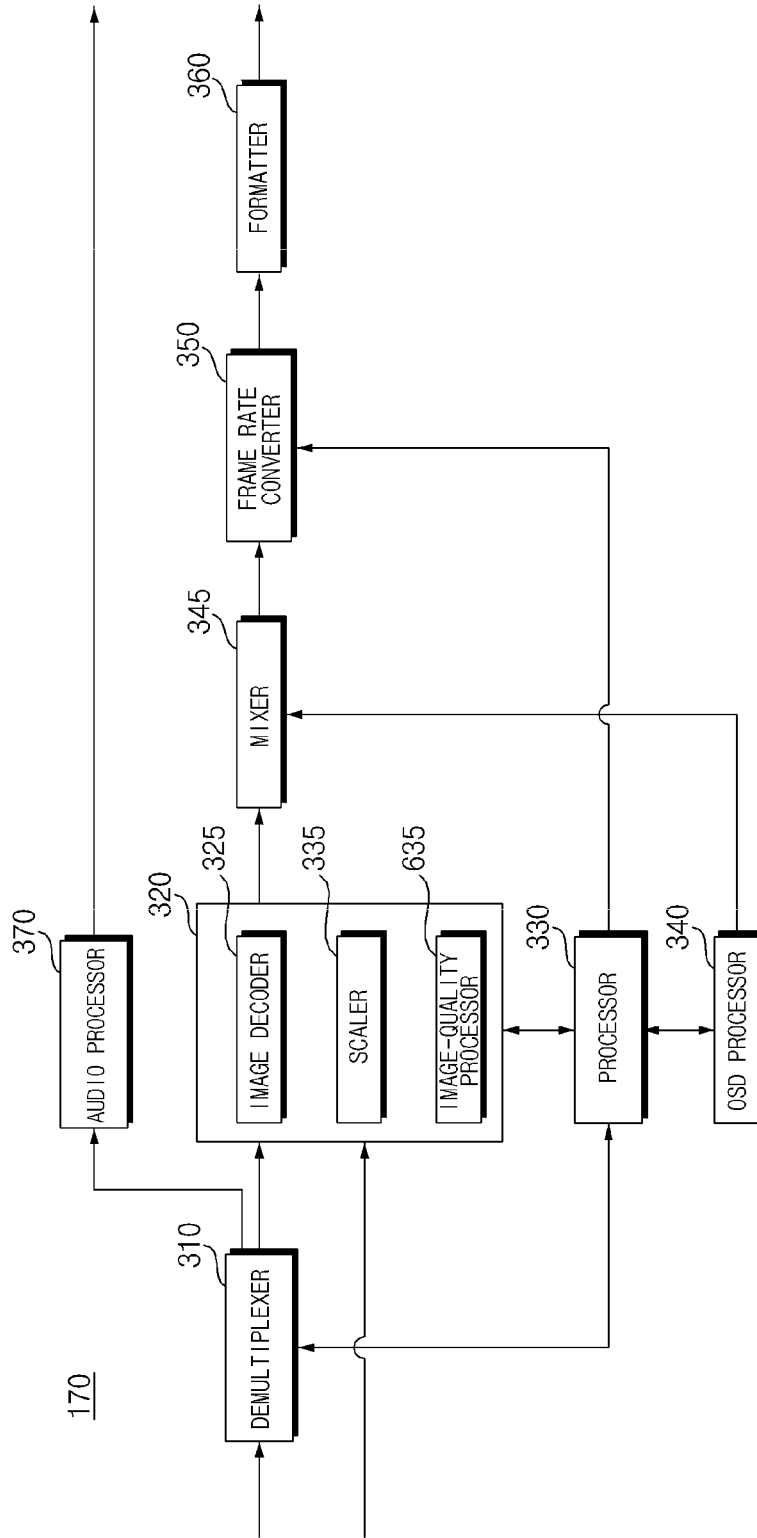 170
310
DEMULTIPLEXER
370
AUDIO PROCESSOR
320
325
IMAGE DECODER
335
SCALER
635
IMAGE-QUALITY
PROCESSOR
330
PROCESSOR
340
OSD PROCESSOR
345
MIXER
350
FRAME RATE
CONVERTER
360
FORMATTER